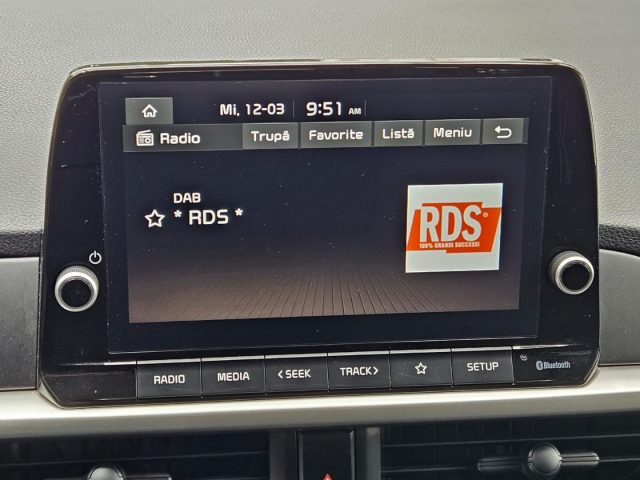 Mi, 12-03 9:51 AM
Radio Trupă Favorite Listă Meniu
DAB
* RDS *
RDS®
100% GRANDI SUCCESSI
RADIO MEDIA < SEEK TRACK > SETUP Bluetooth